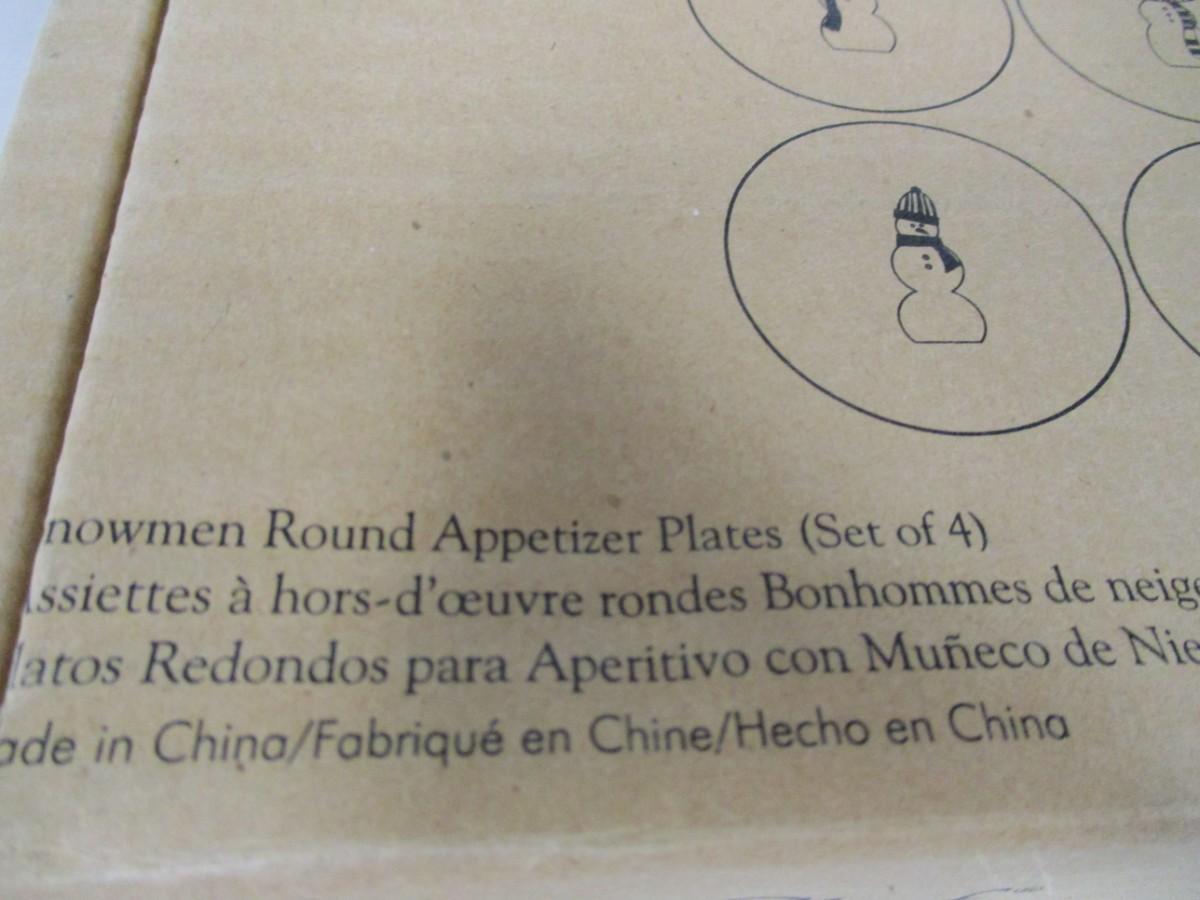 nowmen Round Appetizer Plates (Set of 4)
ssiettes à hors-d'œuvre rondes Bonhommes de neig
latos Redondos para Aperitivo con Muñeco de Nie
ade in China/Fabriqué en Chine/Hecho en China